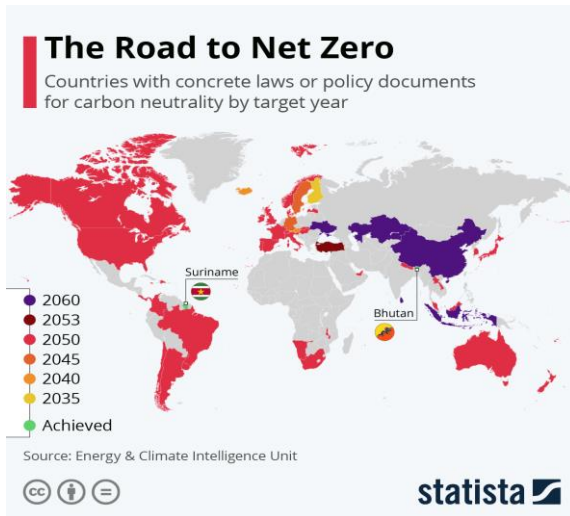 The Road to Net Zero
Countries with concrete laws or policy documents
for carbon neutrality by target year
Suriname
Bhutan
2060
2053
2050
2045
2040
2035
Achieved
Source: Energy & Climate Intelligence Unit
cc
statista